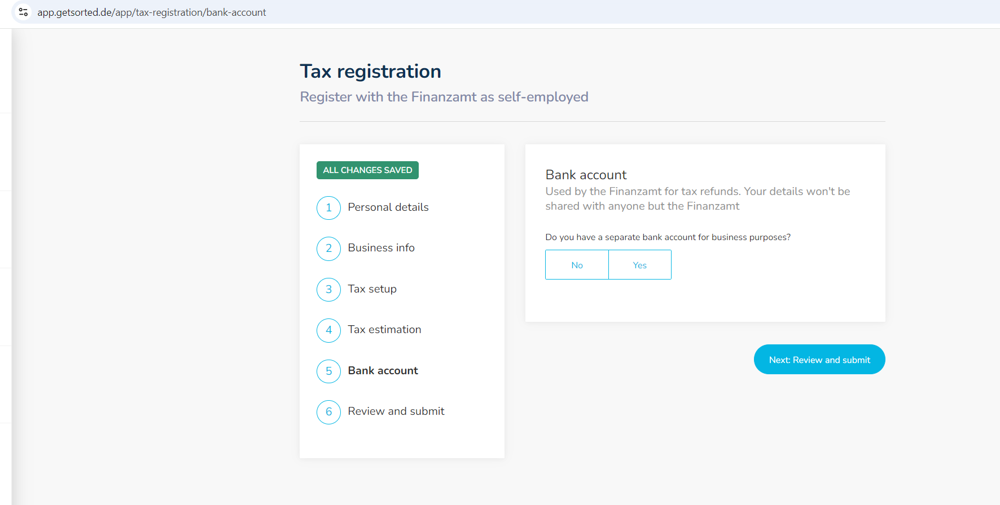 app.getsorted.de/app/tax-registration/bank-account
Tax registration
Register with the Finanzamt as self-employed
ALL CHANGES SAVED
1 Personal details
2 Business info
3 Tax setup
4 Tax estimation
5 Bank account
6 Review and submit
Bank account
Used by the Finanzamt for tax refunds. Your details won't be
shared with anyone but the Finanzamt
Do you have a separate bank account for business purposes?
No Yes
Next: Review and submit